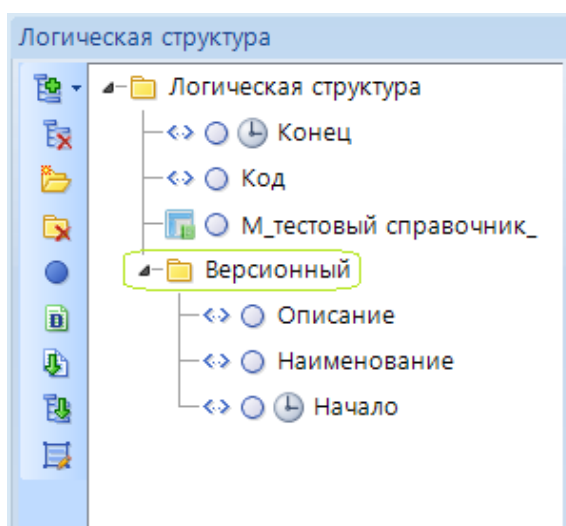 Логическая структура
Логическая структура
Конец
Код
М_тестовый справочник_
Версионный
Описание
Наименование
Начало